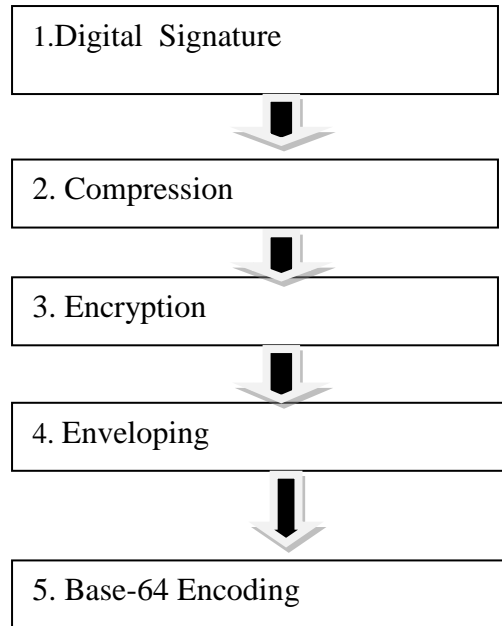 1.Digital  Signature
2. Compression
3. Encryption
4. Enveloping
5. Base-64 Encoding